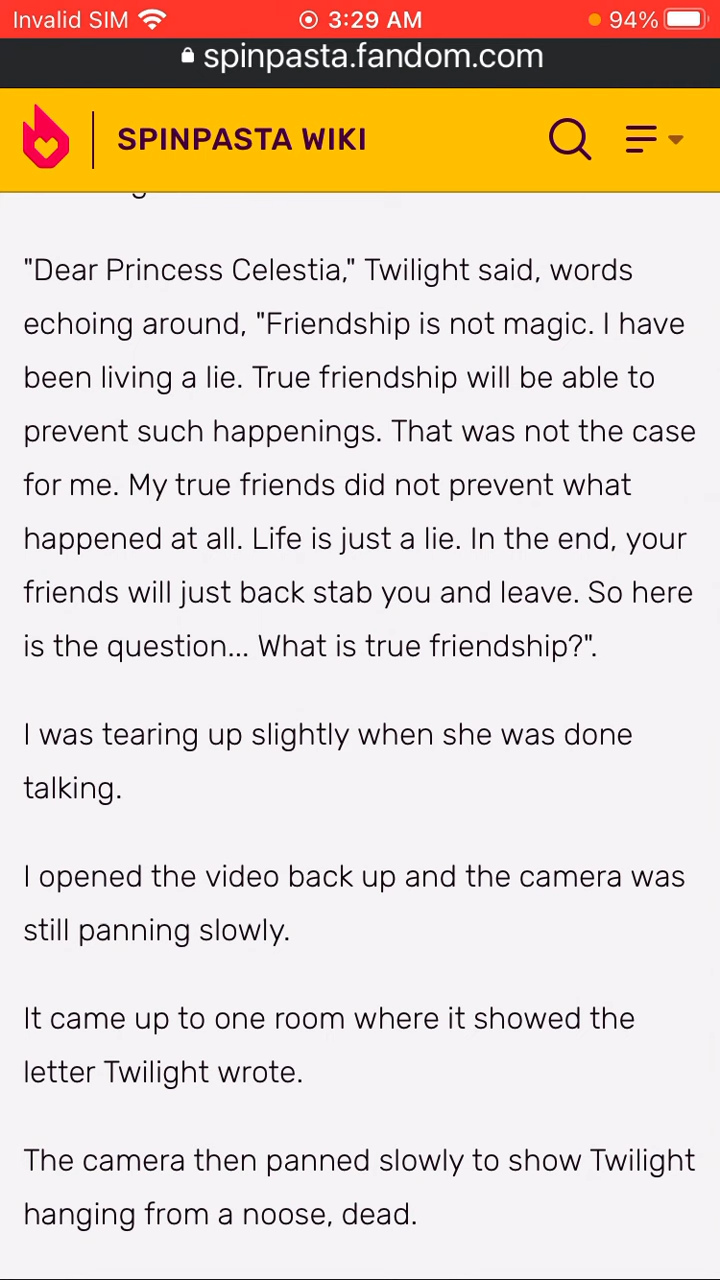 Invalid SIM 3:29 AM 94%
spinpasta.fandom.com
SPINPASTA WIKI
"Dear Princess Celestia," Twilight said, words
echoing around, "Friendship is not magic. I have
been living a lie. True friendship will be able to
prevent such happenings. That was not the case
for me. My true friends did not prevent what
happened at all. Life is just a lie. In the end, your
friends will just back stab you and leave. So here
is the question... What is true friendship?".
I was tearing up slightly when she was done
talking.
I opened the video back up and the camera was
still panning slowly.
It came up to one room where it showed the
letter Twilight wrote.
The camera then panned slowly to show Twilight
hanging from a noose, dead.